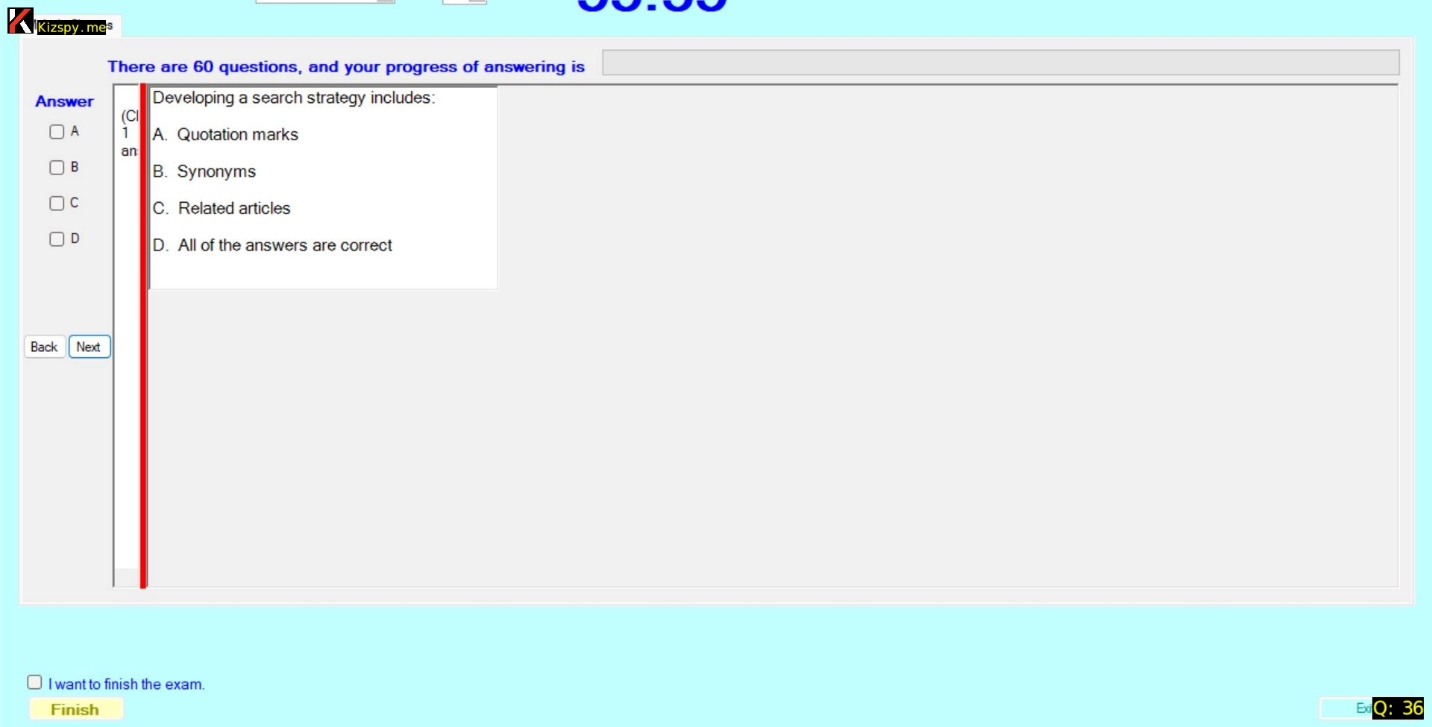 Kizspy.me
There are 60 questions, and your progress of answering is
Answer
A
B
C
D
Back Next
1
Developing a search strategy includes:
A. Quotation marks
B. Synonyms
C. Related articles
D. All of the answers are correct
I want to finish the exam.
Finish
Q: 36